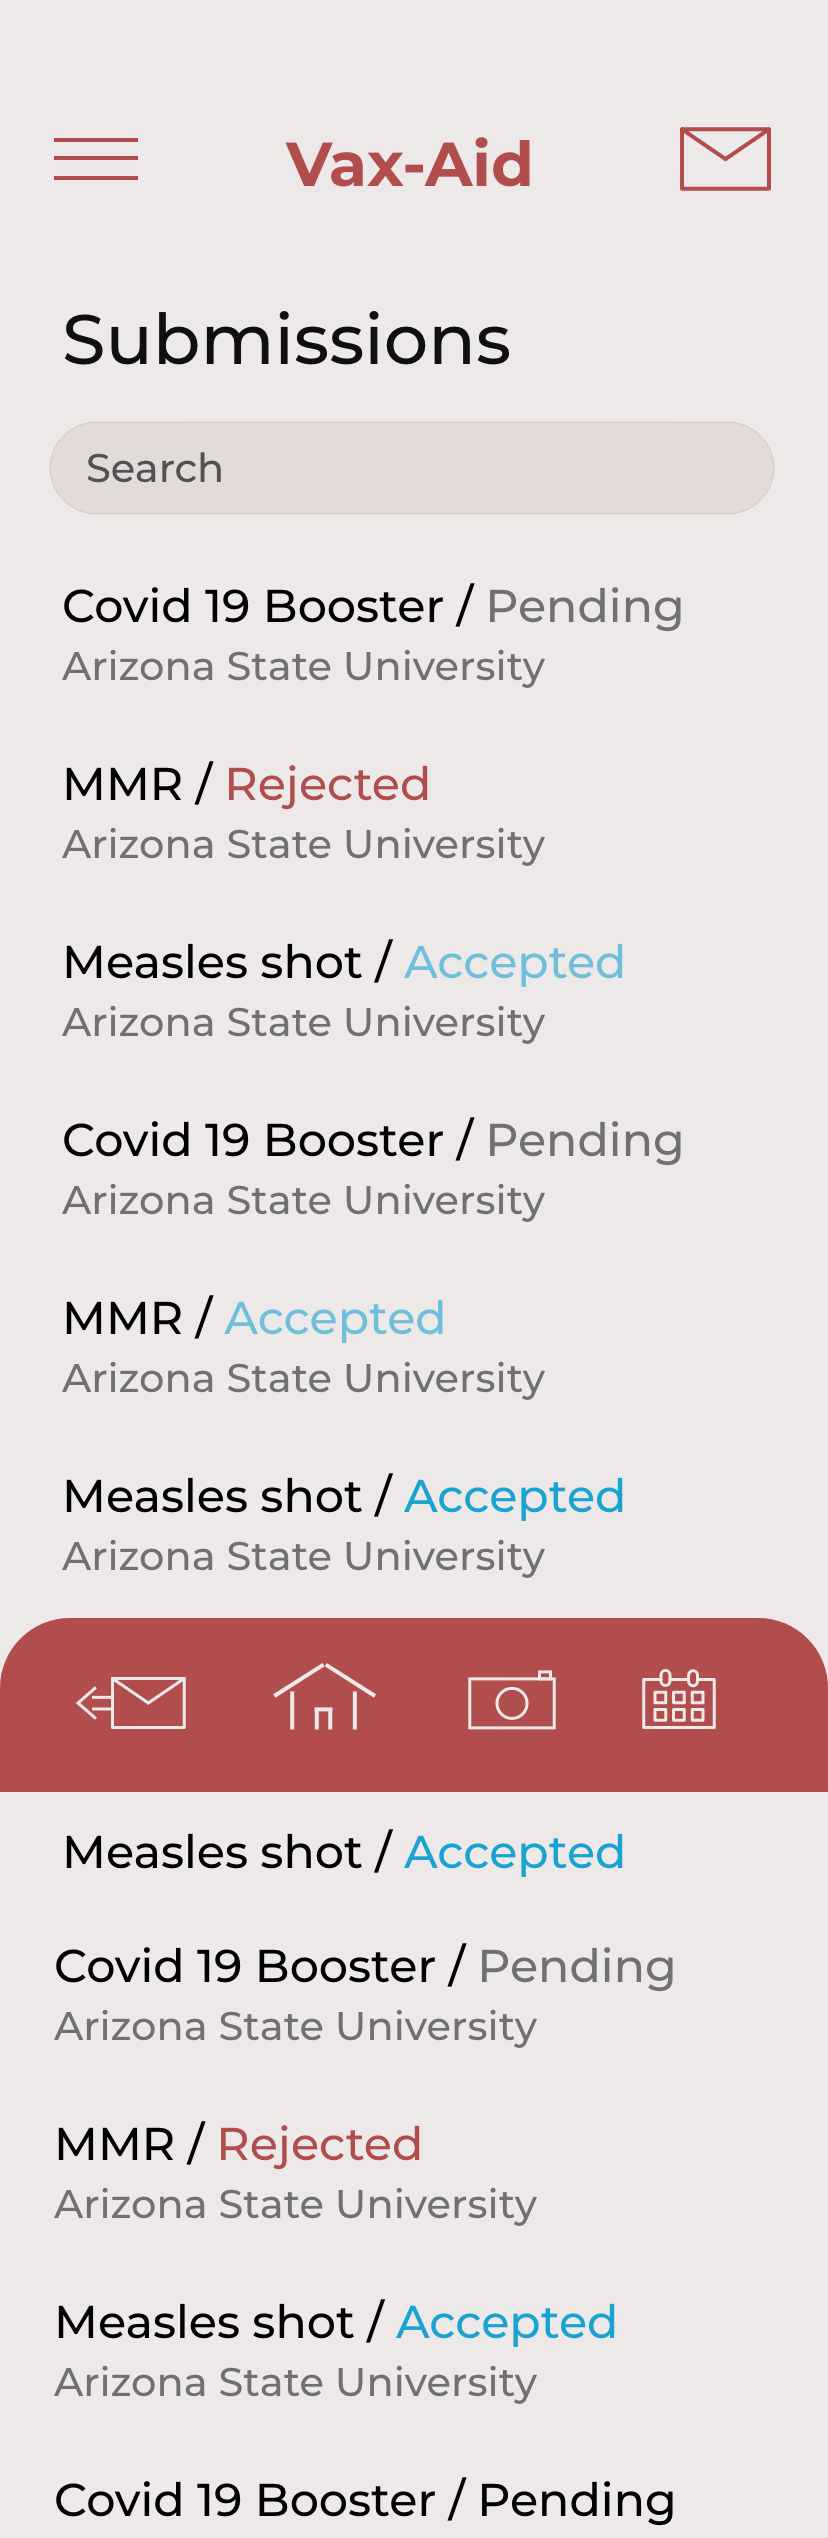 Vax-Aid
Submissions
Search
Covid 19 Booster / Pending
Arizona State University
MMR / Rejected
Arizona State University
Measles shot / Accepted
Arizona State University
Covid 19 Booster / Pending
Arizona State University
MMR / Accepted
Arizona State University
Measles shot / Accepted
Arizona State University
Measles shot / Accepted
Covid 19 Booster / Pending
Arizona State University
MMR / Rejected
Arizona State University
Measles shot / Accepted
Arizona State University
Covid 19 Booster / Pending